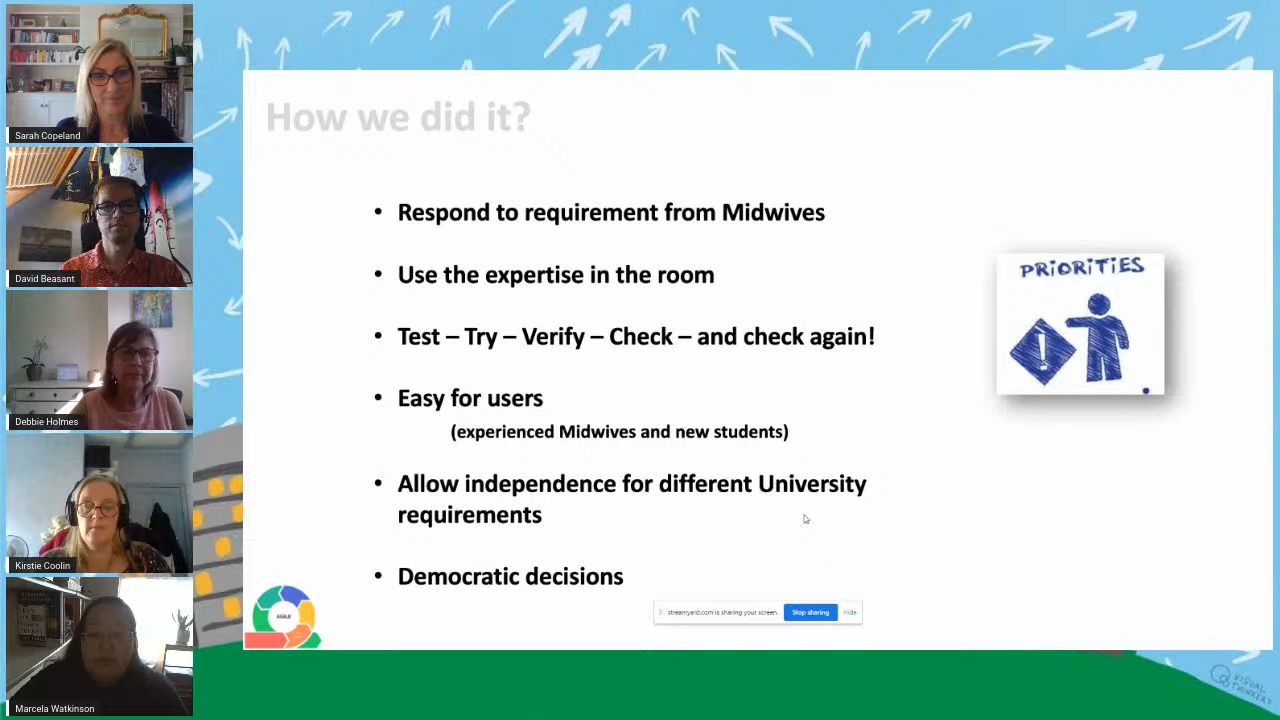 Sarah Copeland
David Beasant
Debbie Holmes
Kirstie Coolin
Marcela Watkinson
How we did it?
• Respond to requirement from Midwives
• Use the expertise in the room
• Test – Try – Verify – Check – and check again!
• Easy for users
(experienced Midwives and new students)
• Allow independence for different University
requirements
• Democratic decisions
PRIORITIES
!
AGILE
streamyard.com is sharing your screen.
Stop sharing
Hide
VISUAL
THINKERY